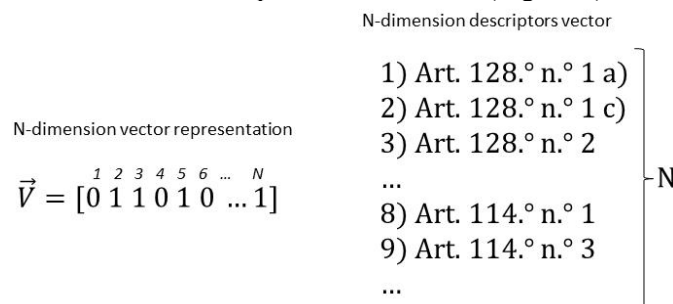 N-dimension descriptors vector
1) Art. 128.° n.° 1 a)
2) Art. 128.° n.° 1 c)
3) Art. 128.° n.° 2
...
8) Art. 114.° n.° 1
9) Art. 114.° n.° 3
...
N
N-dimension vector representation
1 2 3 4 5 6 ... N
V⃗ = [0 1 1 0 1 0 ... 1]